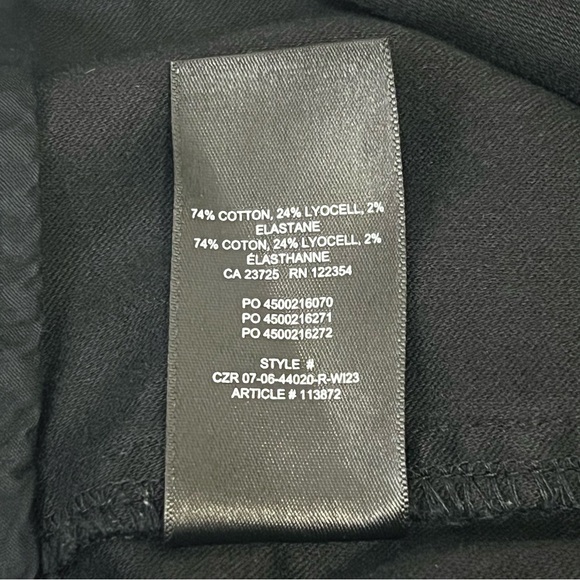 74% COTTON, 24% LYOCELL, 2%
ELASTANE
74% COTON, 24% LYOCELL, 2%
ÉLASTHANNE
CA 23725 RN 122354
PO 4500216070
PO 4500216271
PO 4500216272
STYLE #
CZR 07-06-44020-R-WI23
ARTICLE # 113872